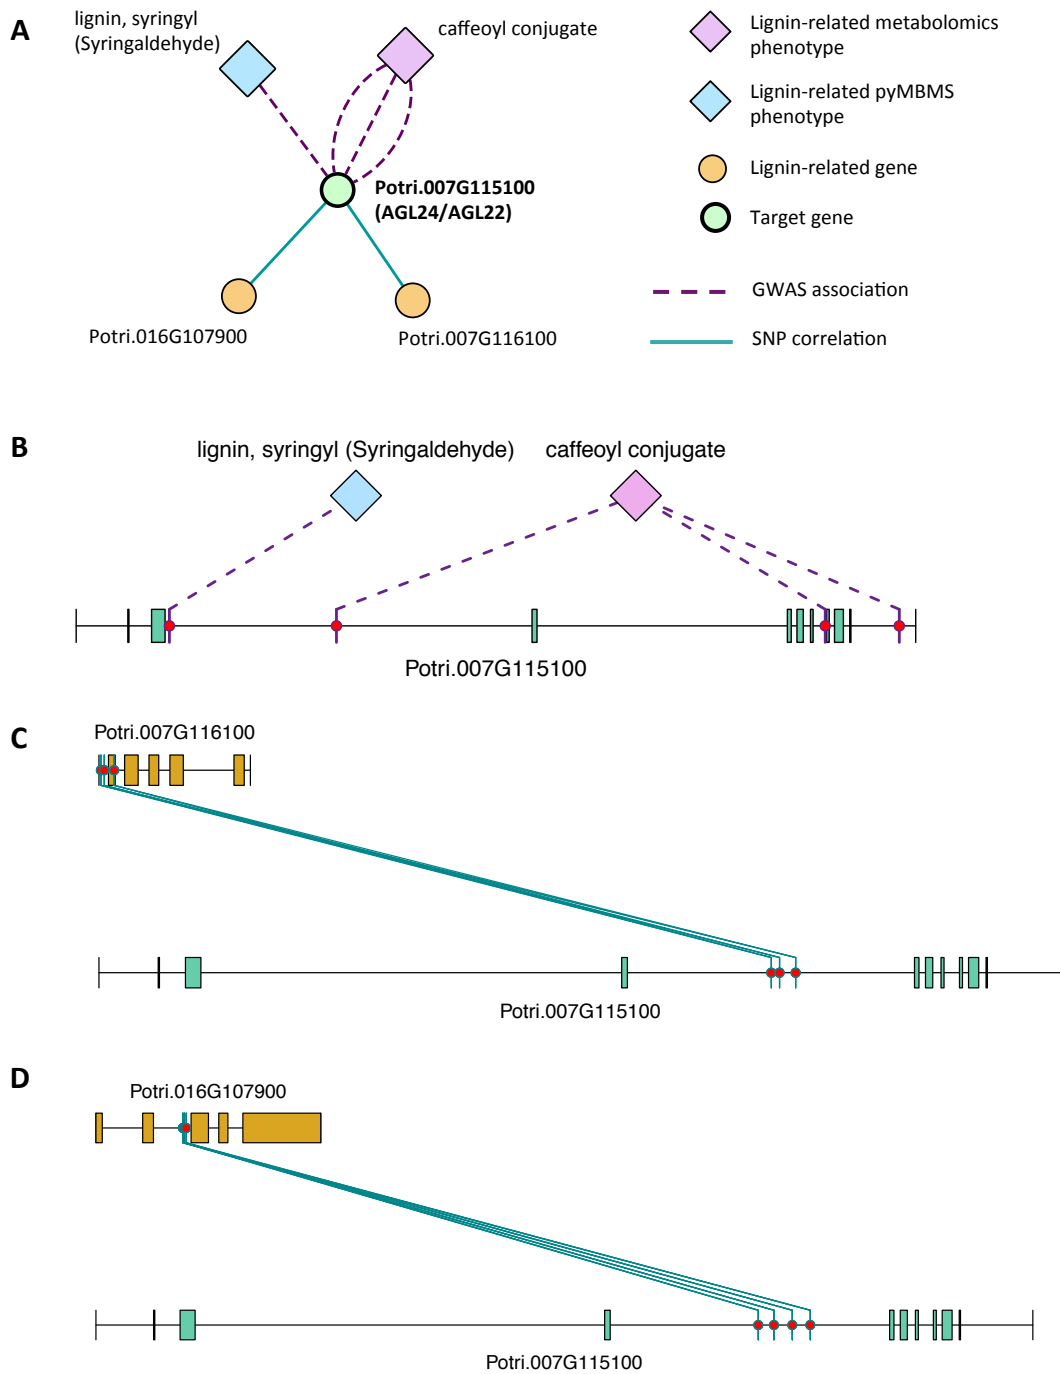 A
lignin, syringyl
(Syringaldehyde)
caffeoyl conjugate
Potri.007G115100
(AGL24/AGL22)
Potri.016G107900
Potri.007G116100
Lignin-related metabolomics
phenotype
Lignin-related pyMBMS
phenotype
Lignin-related gene
Target gene
GWAS association
SNP correlation
B
lignin, syringyl (Syringaldehyde)
caffeoyl conjugate
Potri.007G115100
C
Potri.007G116100
Potri.007G115100
D
Potri.016G107900
Potri.007G115100